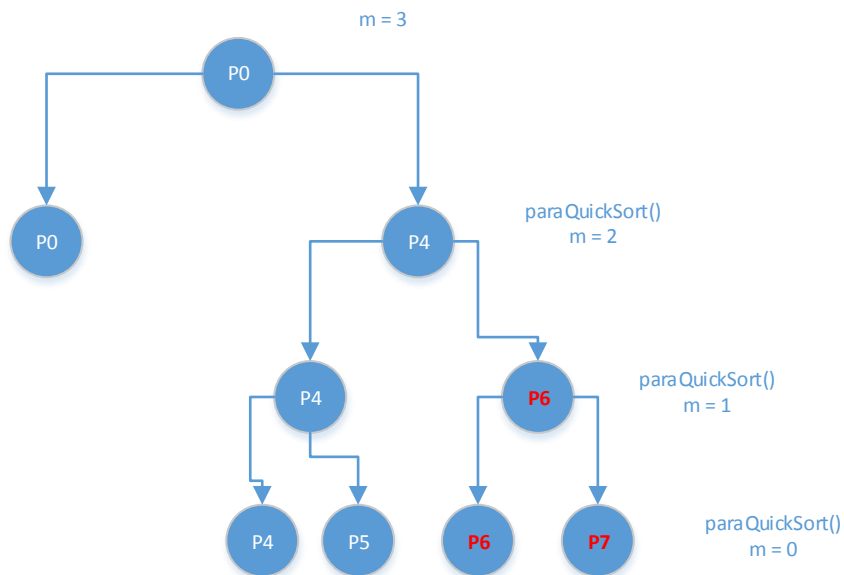 m = 3
P0
P0
P4
paraQuickSort()
m = 2
P4
P6
paraQuickSort()
m = 1
P4
P5
P6
P7
paraQuickSort()
m = 0